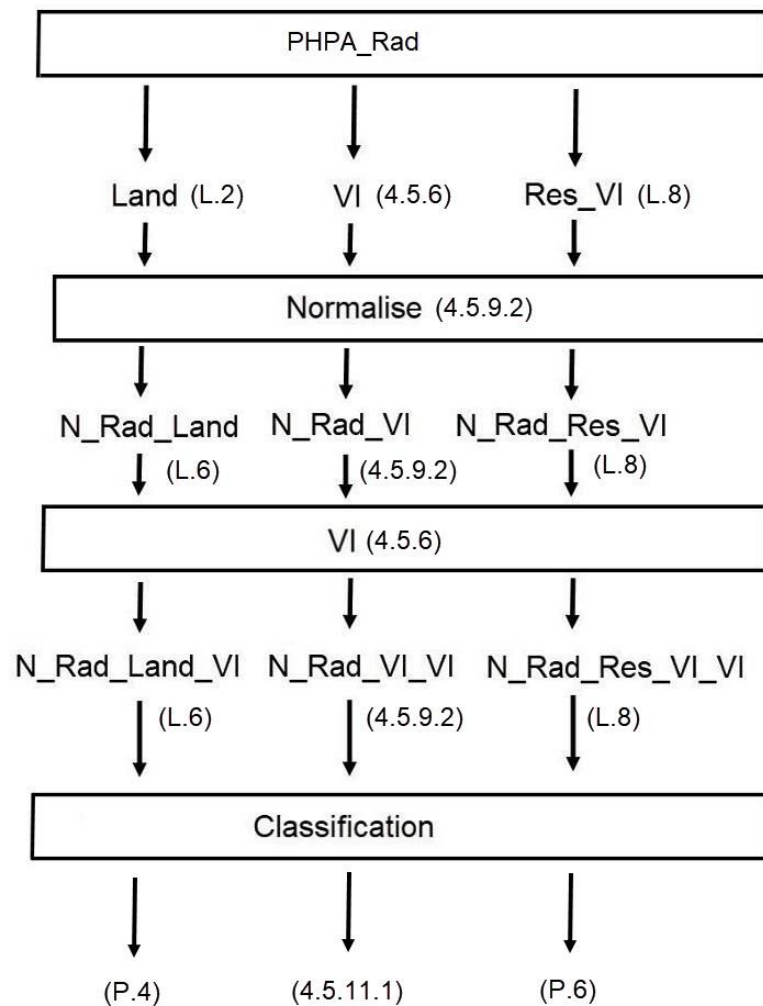 PHPA_Rad
Land (L.2) VI (4.5.6) Res_VI (L.8)
Normalise (4.5.9.2)
N_Rad_Land N_Rad_VI N_Rad_Res_VI
(L.6) (4.5.9.2) (L.8)
VI (4.5.6)
N_Rad_Land_VI N_Rad_VI_VI N_Rad_Res_VI_VI
(L.6) (4.5.9.2) (L.8)
Classification
(P.4) (4.5.11.1) (P.6)